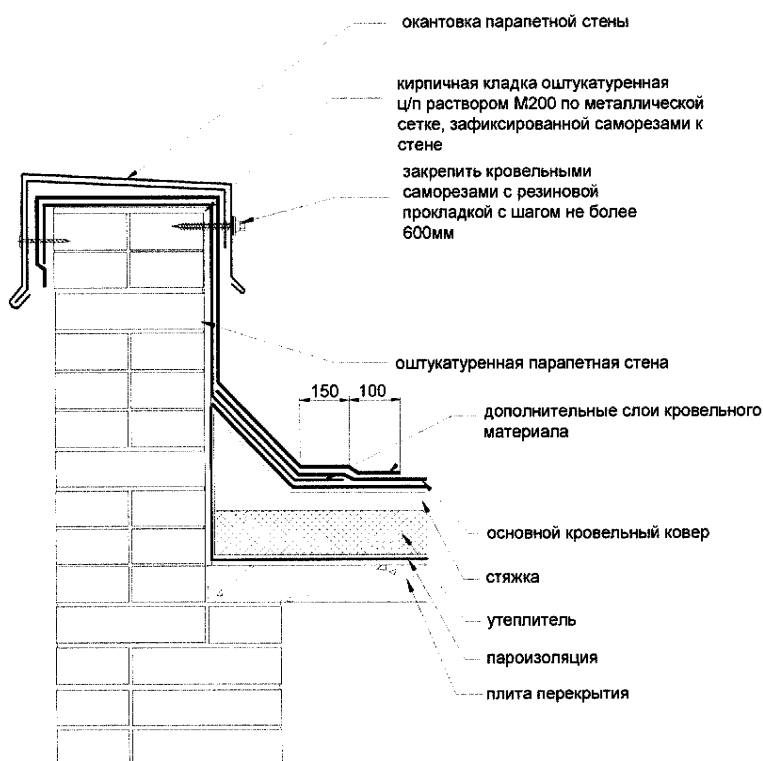 окантовка парапетной стены
кирпичная кладка оштукатуренная
ц/п раствором М200 по металлической
сетке, зафиксированной саморезами к
стене
закрепить кровельными
саморезами с резиновой
прокладкой с шагом не более
600мм
оштукатуренная парапетная стена
150 100
дополнительные слои кровельного
материала
основной кровельный ковер
стяжка
утеплитель
пароизоляция
плита перекрытия